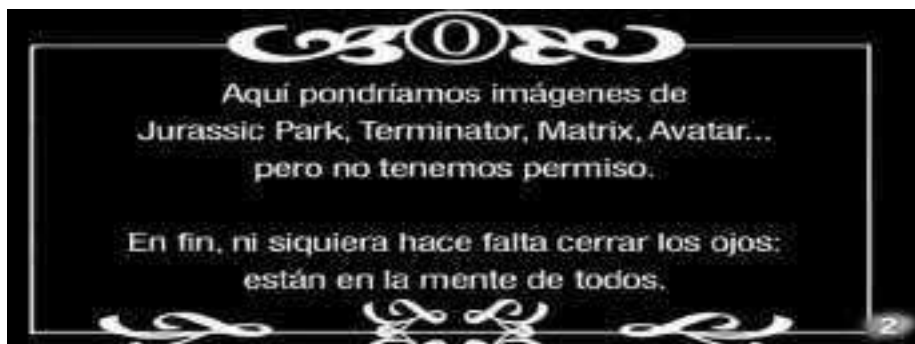 O
Aquí pondríamos imágenes de
Jurassic Park, Terminator, Matrix, Avatar...
pero no tenemos permiso.
En fin, ni siquiera hace falta cerrar los ojos:
están en la mente de todos.
2